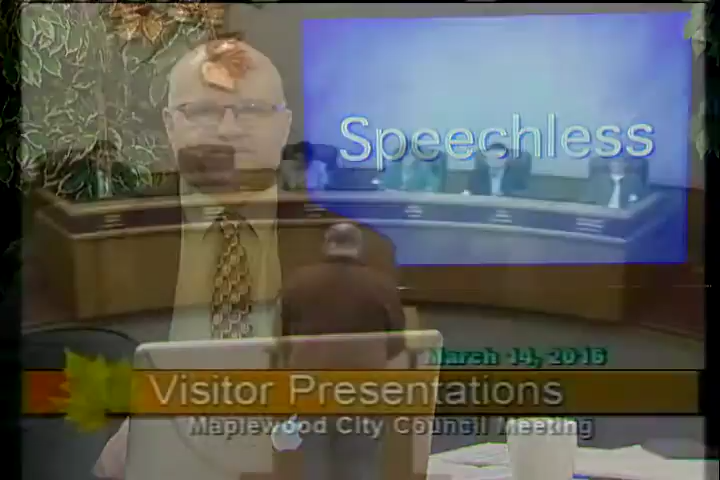 Speechless
March 14, 2016
Visitor Presentations
Maplewood City Council Meeting